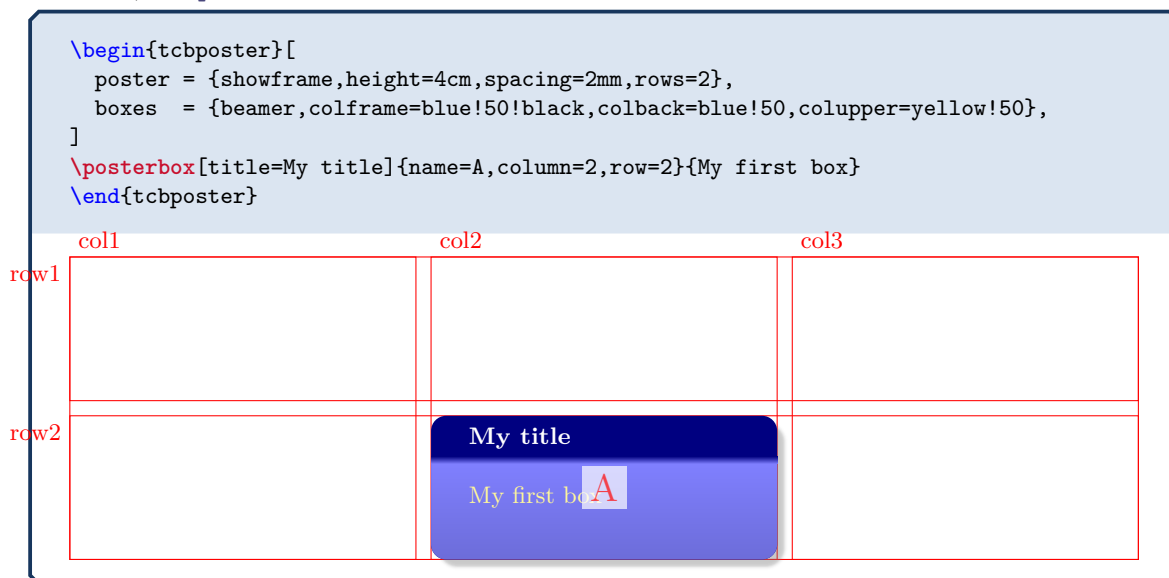 \begin{tcbposter}[
  poster = {showframe,height=4cm,spacing=2mm,rows=2},
  boxes  = {beamer,colframe=blue!50!black,colback=blue!50,colupper=yellow!50},
]
\posterbox[title=My title]{name=A,column=2,row=2}{My first box}
\end{tcbposter}
col1 col2 col3
row1
row2
My title
My first box
A